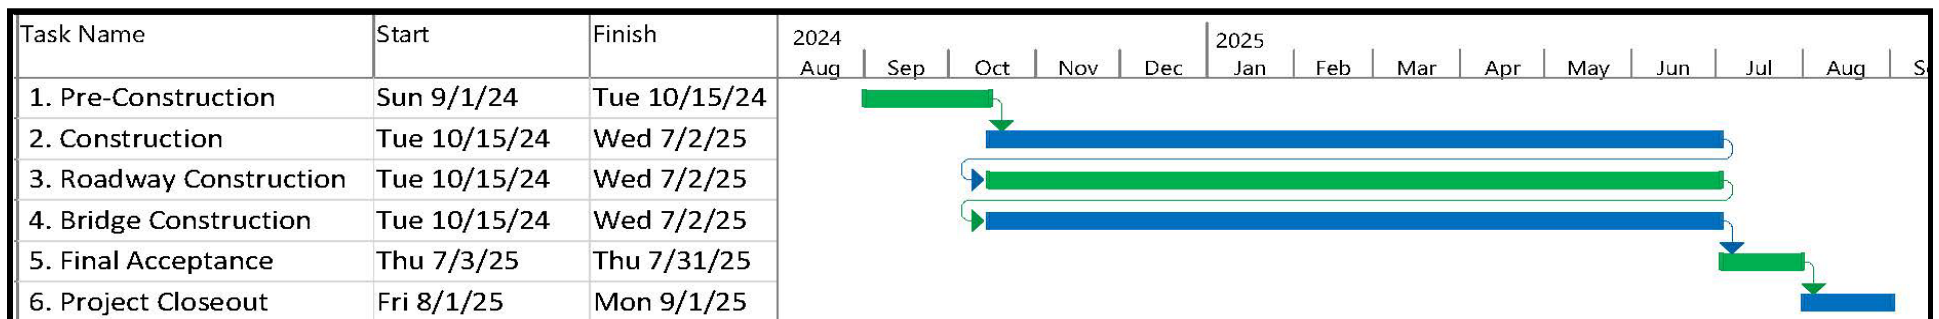 Task Name Start Finish 2024 2025
Aug Sep Oct Nov Dec Jan Feb Mar Apr May Jun Jul Aug
1. Pre-Construction Sun 9/1/24 Tue 10/15/24
2. Construction Tue 10/15/24 Wed 7/2/25
3. Roadway Construction Tue 10/15/24 Wed 7/2/25
4. Bridge Construction Tue 10/15/24 Wed 7/2/25
5. Final Acceptance Thu 7/3/25 Thu 7/31/25
6. Project Closeout Fri 8/1/25 Mon 9/1/25